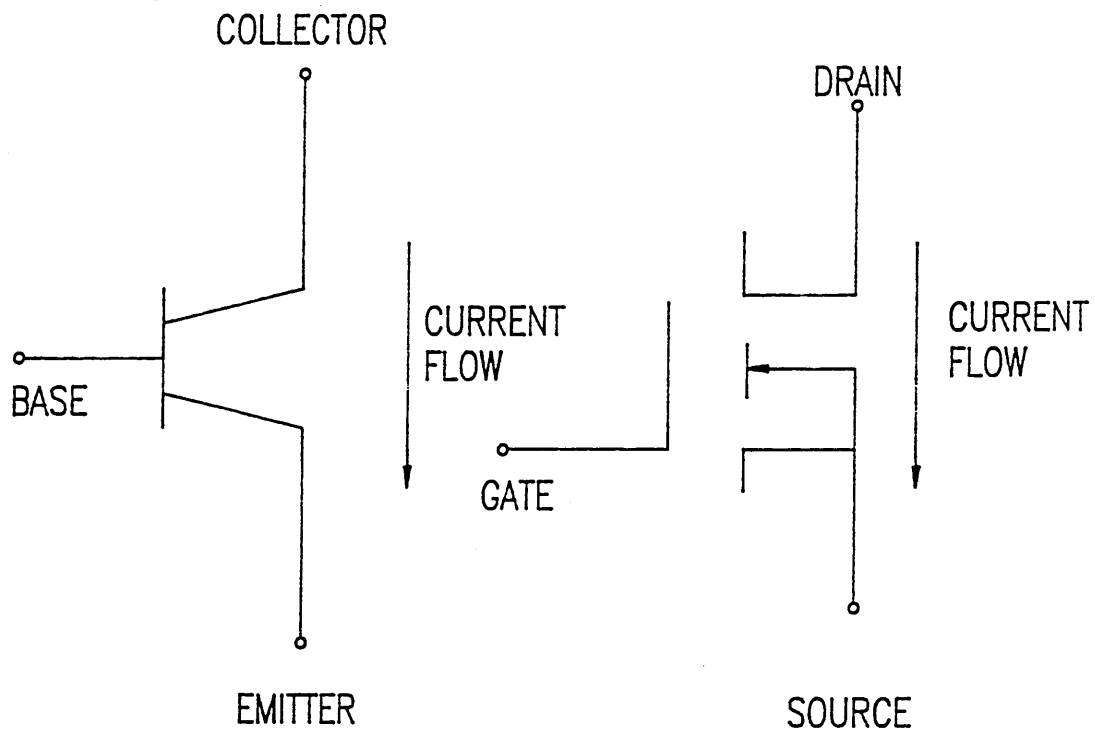 COLLECTOR
DRAIN
CURRENT
FLOW
CURRENT
FLOW
BASE
GATE
EMITTER
SOURCE